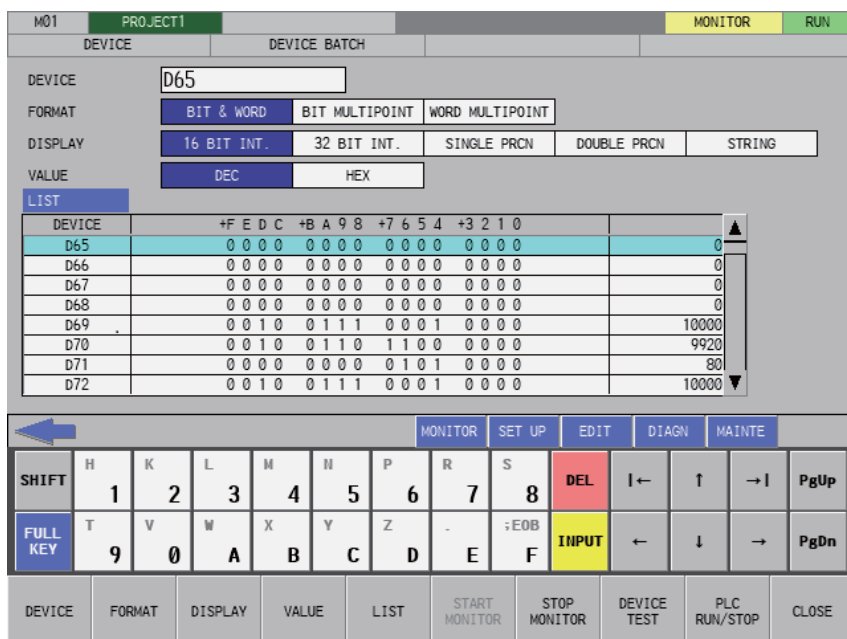 M01 PROJECT1 MONITOR RUN
DEVICE DEVICE BATCH
DEVICE D65
FORMAT BIT & WORD BIT MULTIPOINT WORD MULTIPOINT
DISPLAY 16 BIT INT. 32 BIT INT. SINGLE PRCN DOUBLE PRCN STRING
VALUE DEC HEX
LIST
DEVICE +F E D C +B A 9 8 +7 6 5 4 +3 2 1 0
D65 0 0 0 0 0 0 0 0 0 0 0 0 0 0 0 0 0
D66 0 0 0 0 0 0 0 0 0 0 0 0 0 0 0 0 0
D67 0 0 0 0 0 0 0 0 0 0 0 0 0 0 0 0 0
D68 0 0 0 0 0 0 0 0 0 0 0 0 0 0 0 0 0
D69 . 0 0 1 0 0 1 1 1 0 0 0 1 0 0 0 0 10000
D70 0 0 1 0 0 1 1 0 1 1 0 0 0 0 0 0 9920
D71 0 0 0 0 0 0 0 0 0 1 0 1 0 0 0 0 80
D72 0 0 1 0 0 1 1 1 0 0 0 1 0 0 0 0 10000
MONITOR SET UP EDIT DIAGN MAINTE
SHIFT H 1 K 2 L 3 M 4 N 5 P 6 R 7 S 8 DEL |← ↑ →| PgUp
FULL KEY T 9 V 0 W A X B Y C Z D . E ;EOB F INPUT ← ↓ → PgDn
DEVICE FORMAT DISPLAY VALUE LIST START MONITOR STOP MONITOR DEVICE TEST PLC RUN/STOP CLOSE